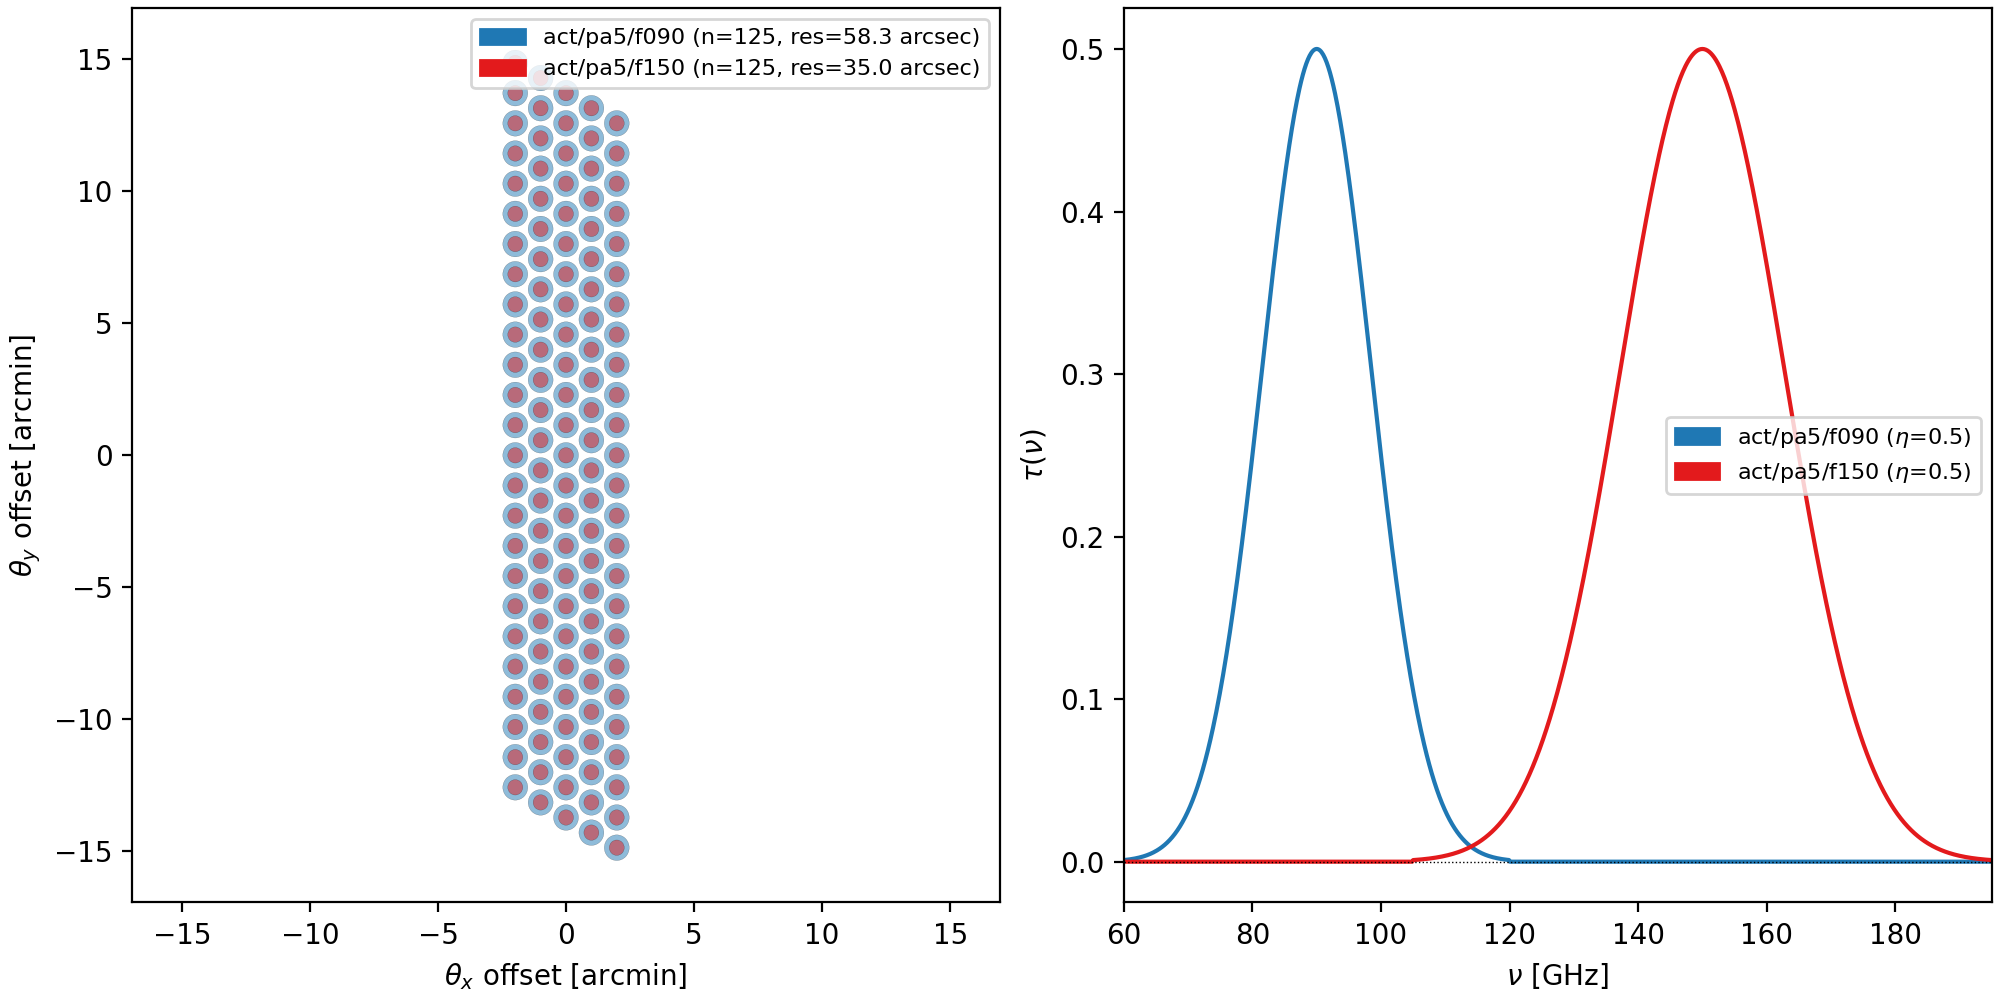 act/pa5/f090 (n=125, res=58.3 arcsec)
act/pa5/f150 (n=125, res=35.0 arcsec)
15
10
5
0
−5
−10
−15
θy offset [arcmin]
−15 −10 −5 0 5 10 15
θx offset [arcmin]
0.5
0.4
0.3
0.2
0.1
0.0
τ(ν)
act/pa5/f090 (η=0.5)
act/pa5/f150 (η=0.5)
60 80 100 120 140 160 180
ν [GHz]